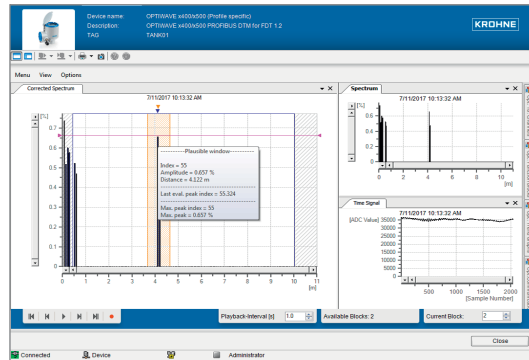 Device name: OPTIWAVE x400/x500 (Profile specific)
Description: OPTIWAVE x400/x500 PROFIBUS DTM for FDT 1.2
TAG TANK01
KROHNE
Menu View Options
Corrected Spectrum
7/11/2017 10:13:32 AM
[%]
0.7
0.6
0.5
0.4
0.3
0.2
0.1
0
0 1 2 3 4 5 6 7 8 9 10 11
[m]
Plausible window
Index = 55
Amplitude = 0.657 %
Distance = 4.122 m
Last eval. peak index = 55.324
Max. peak index = 55
Max. peak = 0.657 %
Spectrum
7/11/2017 10:13:32 AM
[%]
0.6
0.4
0.2
0
0 2 4 6 8 10
[m]
Time Signal
7/11/2017 10:13:32 AM
[ADC Value]
35000
30000
25000
20000
15000
10000
5000
0
500 1000 1500 2000
[Sample Number]
Playback-Interval [s] 1.0
Available Blocks: 2
Current Block: 2
Close
Connected
Device
Administrator